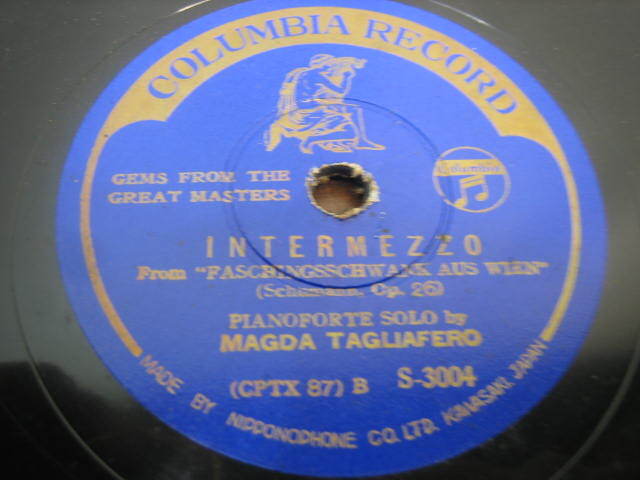 COLUMBIA RECORD
GEMS FROM THE
GREAT MASTERS
Columbia
INTERMEZZO
From "FASCHINGSSCHWANK AUS WIEN"
(Schumann, Op. 26)
PIANOFORTE SOLO by
MAGDA TAGLIAFERO
(CPTX 87) B S-3004
MADE BY NIPPONOPHONE CO. LTD. KAWASAKI, JAPAN